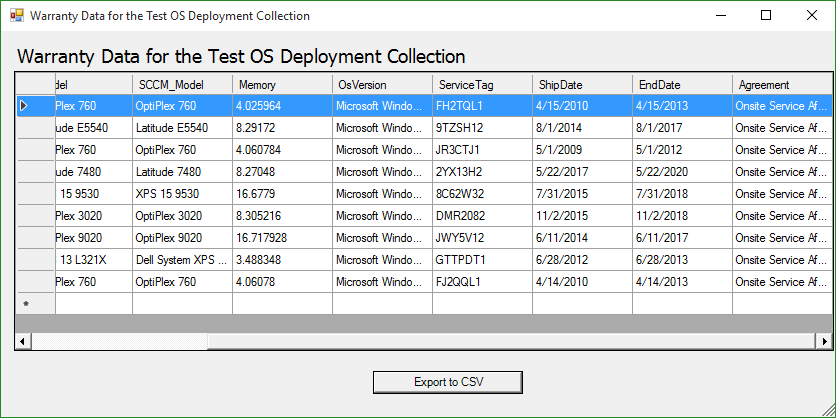 Warranty Data for the Test OS Deployment Collection
Warranty Data for the Test OS Deployment Collection
del SCCM_Model Memory OsVersion ServiceTag ShipDate EndDate Agreement
Plex 760 OptiPlex 760 4.025964 Microsoft Windo... FH2TQL1 4/15/2010 4/15/2013 Onsite Service Af...
ude E5540 Latitude E5540 8.29172 Microsoft Windo... 9TZSH12 8/1/2014 8/1/2017 Onsite Service Af...
Plex 760 OptiPlex 760 4.060784 Microsoft Windo... JR3CTJ1 5/1/2009 5/1/2012 Onsite Service Af...
ude 7480 Latitude 7480 8.27048 Microsoft Windo... 2YX13H2 5/22/2017 5/22/2020 Onsite Service Af...
15 9530 XPS 15 9530 16.6779 Microsoft Windo... 8C62W32 7/31/2015 7/31/2018 Onsite Service Af...
Plex 3020 OptiPlex 3020 8.305216 Microsoft Windo... DMR2082 11/2/2015 11/2/2018 Onsite Service Af...
Plex 9020 OptiPlex 9020 16.717928 Microsoft Windo... JWY5V12 6/11/2014 6/11/2017 Onsite Service Af...
13 L321X Dell System XPS ... 3.488348 Microsoft Windo... GTTPDT1 6/28/2012 6/28/2013 Onsite Service Af...
Plex 760 OptiPlex 760 4.06078 Microsoft Windo... FJ2QQL1 4/14/2010 4/14/2013 Onsite Service Af...
*
Export to CSV